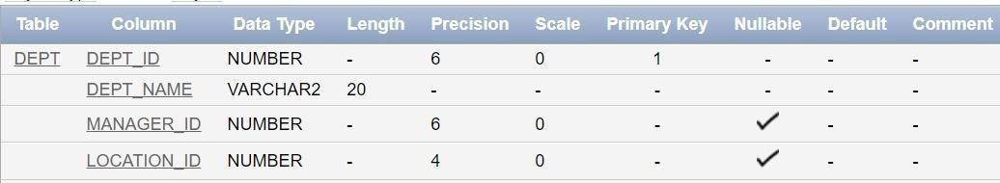 Table Column Data Type Length Precision Scale Primary Key Nullable Default Comment
DEPT DEPT_ID NUMBER - 6 0 1 - - -
DEPT_NAME VARCHAR2 20 - - - - - -
MANAGER_ID NUMBER - 6 0 - ✓ - -
LOCATION_ID NUMBER - 4 0 - ✓ - -